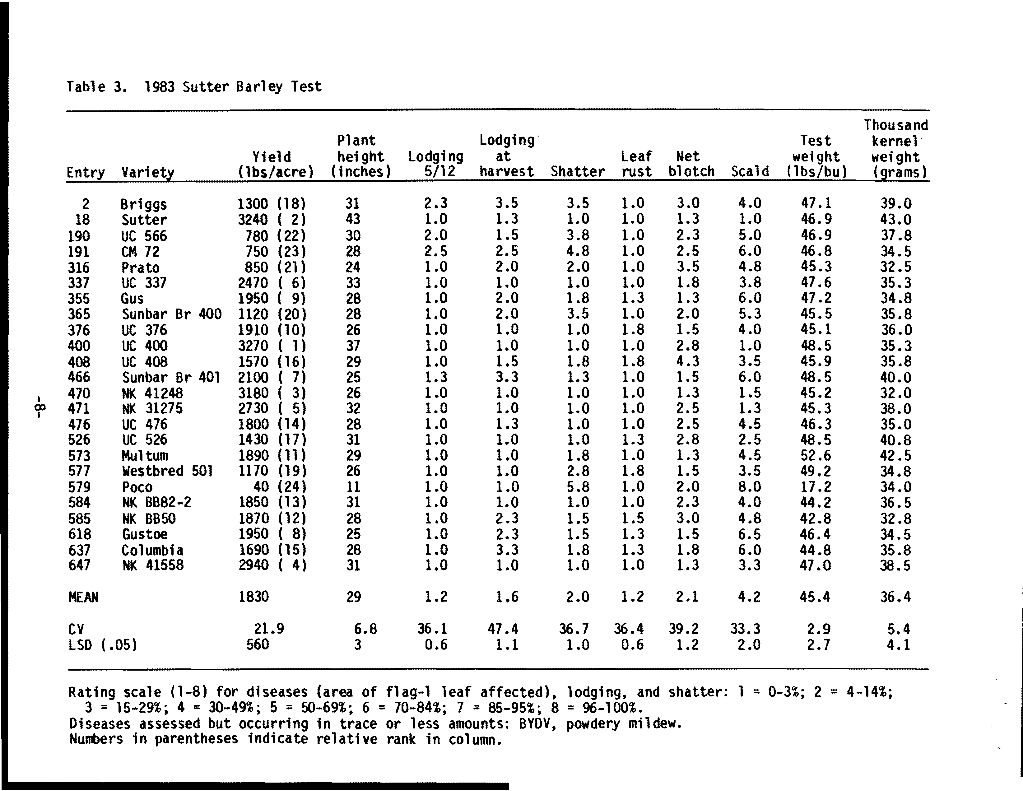 Table 3. 1983 Sutter Barley Test
Thousand
Plant Lodging Test kernel
Yield height Lodging at Leaf Net weight weight
Entry Variety (lbs/acre) (inches) 5/12 harvest Shatter rust blotch Scald (lbs/bu) (grams)
2 Briggs 1300 (18) 31 2.3 3.5 3.5 1.0 3.0 4.0 47.1 39.0
18 Sutter 3240 ( 2) 43 1.0 1.3 1.0 1.0 1.3 1.0 46.9 43.0
190 UC 566 780 (22) 30 2.0 1.5 3.8 1.0 2.3 5.0 46.9 37.8
191 CM 72 750 (23) 28 2.5 2.5 4.8 1.0 2.5 6.0 46.8 34.5
316 Prato 850 (21) 24 1.0 2.0 2.0 1.0 3.5 4.8 45.3 32.5
337 UC 337 2470 ( 6) 33 1.0 1.0 1.0 1.0 1.8 3.8 47.6 35.3
355 Gus 1950 ( 9) 28 1.0 2.0 1.8 1.3 1.3 6.0 47.2 34.8
365 Sunbar Br 400 1120 (20) 28 1.0 2.0 3.5 1.0 2.0 5.3 45.5 35.8
376 UC 376 1910 (10) 26 1.0 1.0 1.0 1.8 1.5 4.0 45.1 36.0
400 UC 400 3270 ( 1) 37 1.0 1.0 1.0 1.0 2.8 1.0 48.5 35.3
408 UC 408 1570 (16) 29 1.0 1.5 1.8 1.8 4.3 3.5 45.9 35.8
466 Sunbar Br 401 2100 ( 7) 25 1.3 3.3 1.3 1.0 1.5 6.0 48.5 40.0
470 NK 41248 3180 ( 3) 26 1.0 1.0 1.0 1.0 1.3 1.5 45.2 32.0
471 NK 31275 2730 ( 5) 32 1.0 1.0 1.0 1.0 2.5 1.3 45.3 38.0
476 UC 476 1800 (14) 28 1.0 1.3 1.0 1.0 2.5 4.5 46.3 35.0
526 UC 526 1430 (17) 31 1.0 1.0 1.0 1.3 2.8 2.5 48.5 40.8
573 Multum 1890 (11) 29 1.0 1.0 1.8 1.0 1.3 4.5 52.6 42.5
577 Westbred 501 1170 (19) 26 1.0 1.0 2.8 1.8 1.5 3.5 49.2 34.8
579 Poco 40 (24) 11 1.0 1.0 5.8 1.0 2.0 8.0 17.2 34.0
584 NK BB82-2 1850 (13) 31 1.0 1.0 1.0 1.0 2.3 4.0 44.2 36.5
585 NK BB50 1870 (12) 28 1.0 2.3 1.5 1.5 3.0 4.8 42.8 32.8
618 Gustoe 1950 ( 8) 25 1.0 2.3 1.5 1.3 1.5 6.5 46.4 34.5
637 Columbia 1690 (15) 28 1.0 3.3 1.8 1.3 1.8 6.0 44.8 35.8
647 NK 41558 2940 ( 4) 31 1.0 1.0 1.0 1.0 1.3 3.3 47.0 38.5
MEAN 1830 29 1.2 1.6 2.0 1.2 2.1 4.2 45.4 36.4
CV 21.9 6.8 36.1 47.4 36.7 36.4 39.2 33.3 2.9 5.4
LSD (.05) 560 3 0.6 1.1 1.0 0.6 1.2 2.0 2.7 4.1
Rating scale (1-8) for diseases (area of flag-1 leaf affected), lodging, and shatter: 1 = 0-3%; 2 = 4-14%;
3 = 15-29%; 4 = 30-49%; 5 = 50-69%; 6 = 70-84%; 7 = 85-95%; 8 = 96-100%.
Diseases assessed but occurring in trace or less amounts: BYDV, powdery mildew.
Numbers in parentheses indicate relative rank in column.
-8-